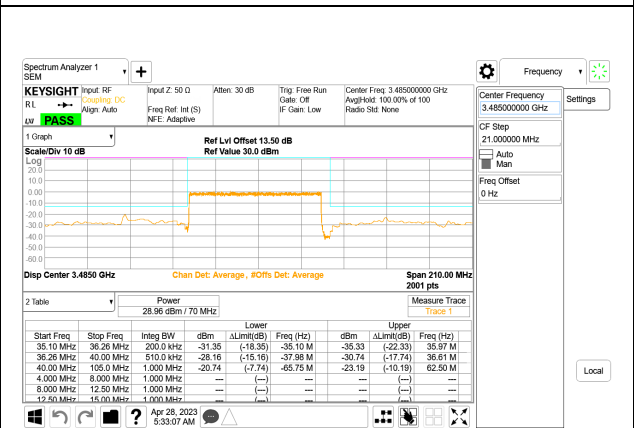 Spectrum Analyzer 1
SEM
+
Frequency
KEYSIGHT Input: RF Input Z: 50 Ω Atten: 30 dB Trig: Free Run Center Freq: 3.485000000 GHz
RL Coupling: DC Gate: Off Avg|Hold: 100.00% of 100
Align: Auto Freq Ref: Int (S) IF Gain: Low Radio Std: None
LXI PASS NFE: Adaptive
Center Frequency
3.485000000 GHz
Settings
CF Step
21.000000 MHz
Auto
Man
Freq Offset
0 Hz
Local
1 Graph
Ref Lvl Offset 13.50 dB
Scale/Div 10 dB Ref Value 30.0 dBm
Log
20.0
10.0
0.00
-10.0
-20.0
-30.0
-40.0
-50.0
-60.0
Disp Center 3.4850 GHz Chan Det: Average , #Offs Det: Average Span 210.00 MHz
2001 pts
2 Table Power Measure Trace
28.96 dBm / 70 MHz Trace 1
Lower Upper
Start Freq Stop Freq Integ BW dBm ΔLimit(dB) Freq (Hz) dBm ΔLimit(dB) Freq (Hz)
35.10 MHz 36.26 MHz 200.0 kHz -31.35 (-18.35) -35.10 M -35.33 (-22.33) 35.97 M
36.26 MHz 40.00 MHz 510.0 kHz -28.16 (-15.16) -37.98 M -30.74 (-17.74) 36.61 M
40.00 MHz 105.0 MHz 1.000 MHz -20.74 (-7.74) -65.75 M -23.19 (-10.19) 62.50 M
4.000 MHz 8.000 MHz 1.000 MHz --- (---) --- --- (---) ---
8.000 MHz 12.50 MHz 1.000 MHz --- (---) --- --- (---) ---
12.50 MHz 15.00 MHz 1.000 MHz --- (---) --- --- (---) ---
? Apr 28, 2023
5:33:07 AM